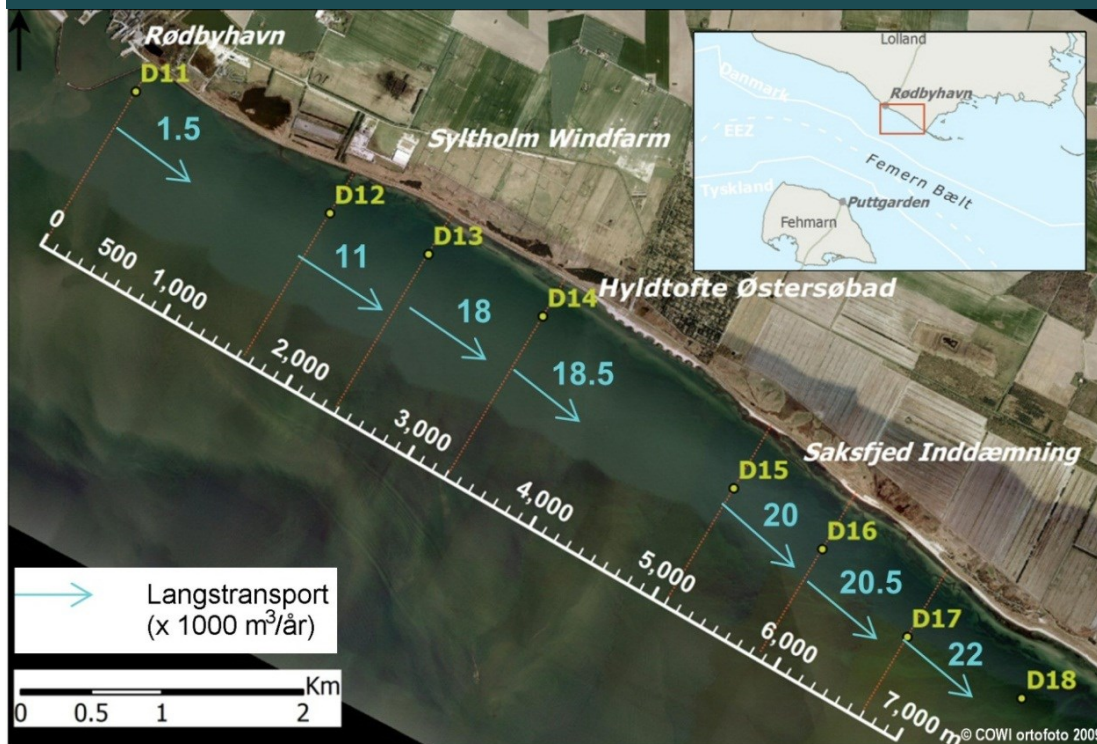 Rødbyhavn
D11
1.5
Syltholm Windfarm
D12
11
D13
18
Hyldtofte Østersøbad
D14
18.5
Saksfjed Inddæmning
D15
20
D16
20.5
D17
22
D18
0
500
1,000
2,000
3,000
4,000
5,000
6,000
7,000 m
Lolland
Danmark
Rødbyhavn
EEZ
Femern Bælt
Tyskland
Puttgarden
Fehmarn
Langstransport
(x 1000 m³/år)
Km
0 0.5 1 2
© COWI ortofoto 2009